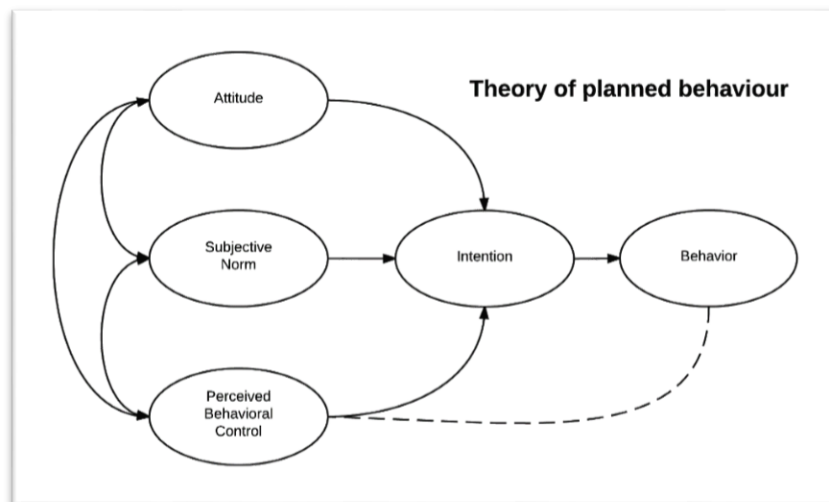 Theory of planned behaviour
Attitude
Subjective
Norm
Intention
Behavior
Perceived
Behavioral
Control